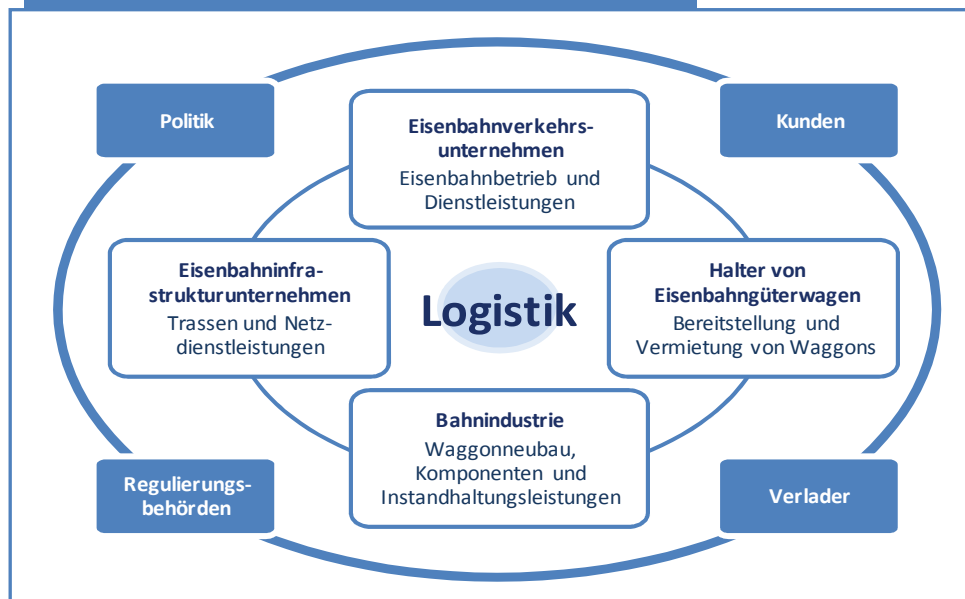 Politik
Eisenbahnverkehrs-
unternehmen
Eisenbahnbetrieb und
Dienstleistungen
Kunden
Eisenbahninfra-
strukturunternehmen
Trassen und Netz-
dienstleistungen
Logistik
Halter von
Eisenbahngüterwagen
Bereitstellung und
Vermietung von Waggons
Bahnindustrie
Waggonneubau,
Komponenten und
Instandhaltungsleistungen
Regulierungs-
behörden
Verlader